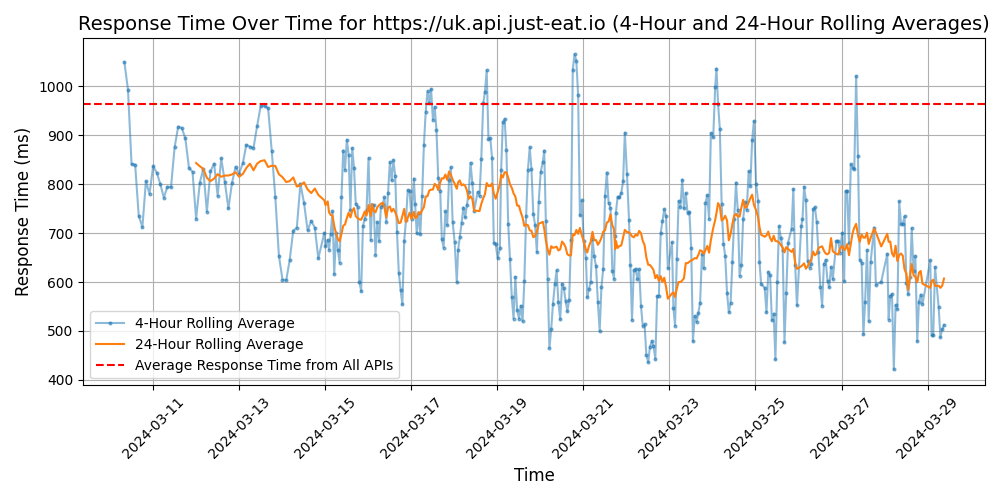 Response Time Over Time for https://uk.api.just-eat.io (4-Hour and 24-Hour Rolling Averages)
Response Time (ms)
1000
900
800
700
600
500
400
4-Hour Rolling Average
24-Hour Rolling Average
Average Response Time from All APIs
2024-03-11
2024-03-13
2024-03-15
2024-03-17
2024-03-19
2024-03-21
2024-03-23
2024-03-25
2024-03-27
2024-03-29
Time